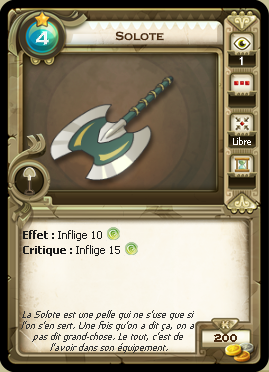 4
Solote
1
Libre
Effet : Inflige 10
Critique : Inflige 15
La Solote est une pelle qui ne s'use que si
l'on s'en sert. Une fois qu'on a dit ça, on a
pas dit grand-chose. Le tout, c'est de
l'avoir dans son équipement.
K
200